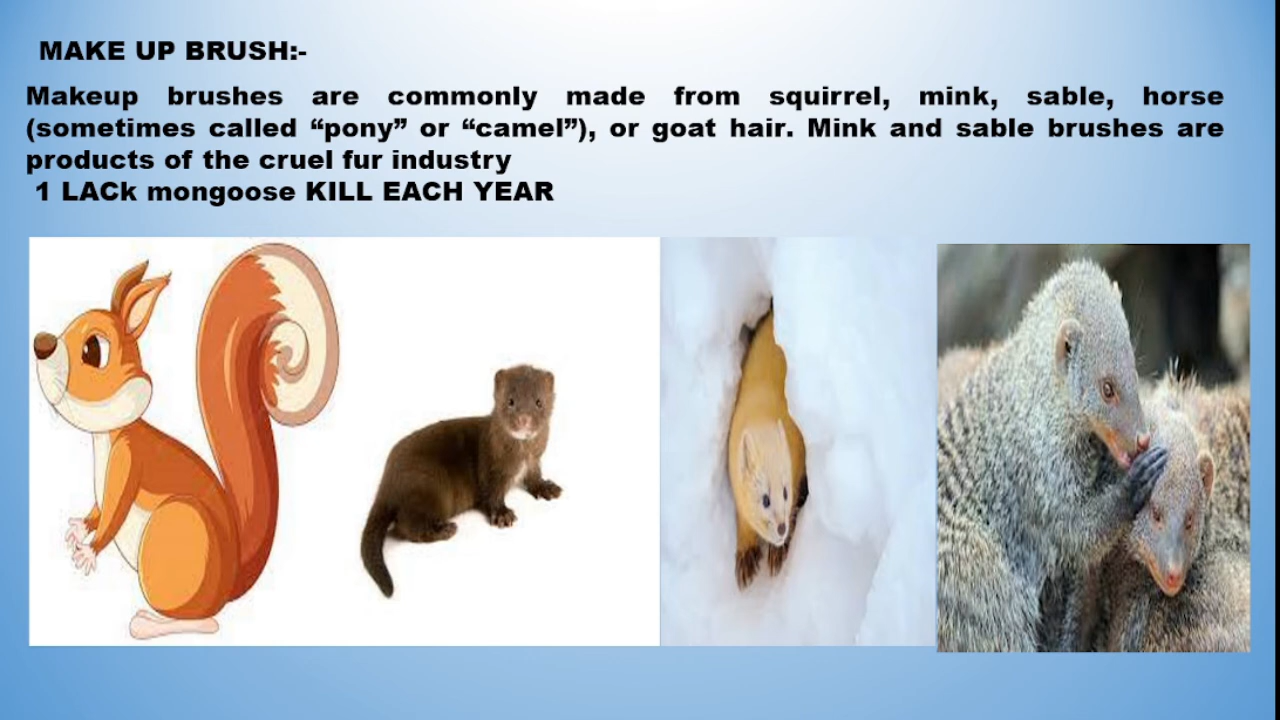 MAKE UP BRUSH:-
Makeup brushes are commonly made from squirrel, mink, sable, horse
(sometimes called “pony” or “camel”), or goat hair. Mink and sable brushes are
products of the cruel fur industry
1 LACk mongoose KILL EACH YEAR